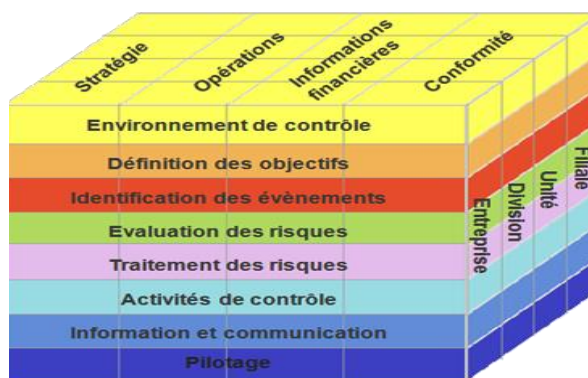 Stratégie
Opérations
Informations
financières
Conformité
Environnement de contrôle
Définition des objectifs
Identification des évènements
Evaluation des risques
Traitement des risques
Activités de contrôle
Information et communication
Pilotage
Entreprise
Division
Unité
Filiale